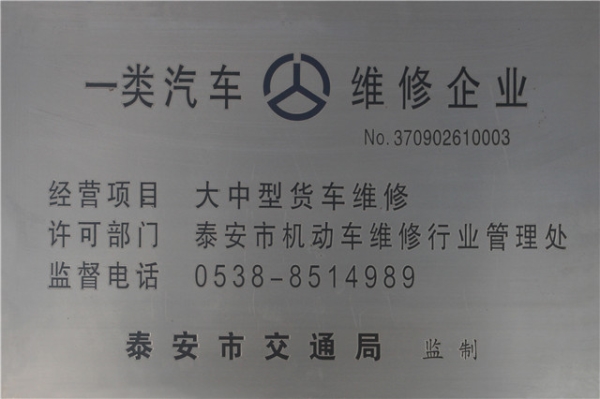 一类汽车 维修企业
No. 370902610003
经营项目 大中型货车维修
许可部门 泰安市机动车维修行业管理处
监督电话 0538-8514989
泰安市交通局 监制